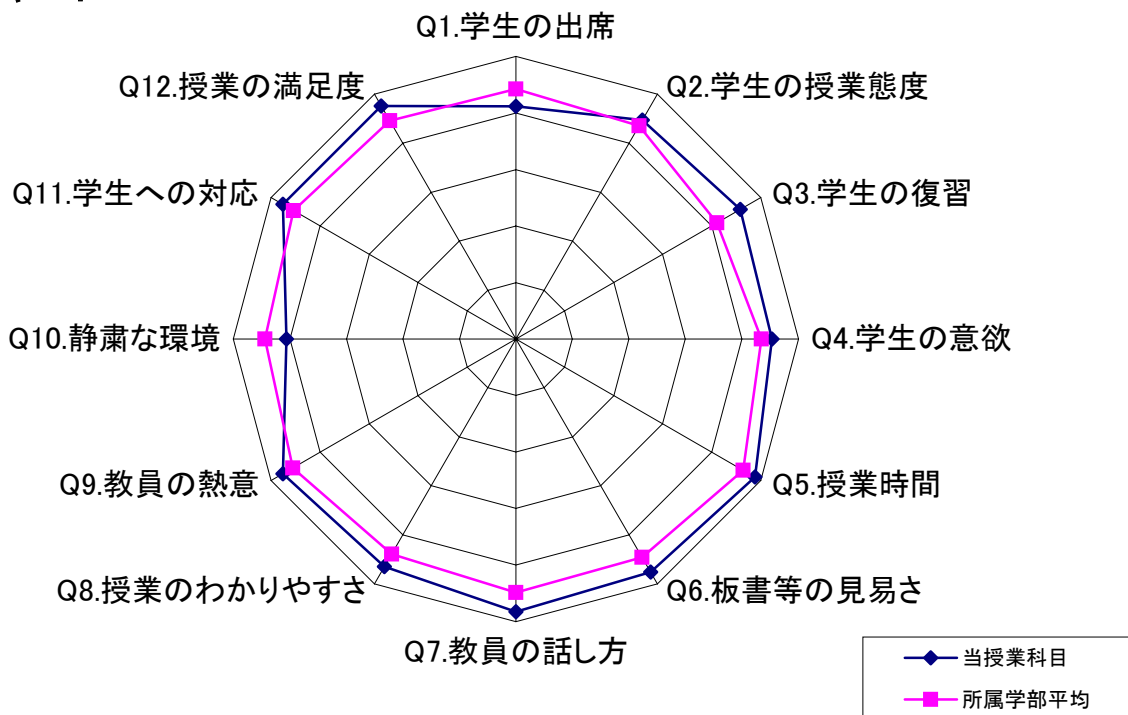 Q1.学生の出席
Q2.学生の授業態度
Q3.学生の復習
Q4.学生の意欲
Q5.授業時間
Q6.板書等の見易さ
Q7.教員の話し方
Q8.授業のわかりやすさ
Q9.教員の熱意
Q10.静粛な環境
Q11.学生への対応
Q12.授業の満足度
当授業科目
所属学部平均